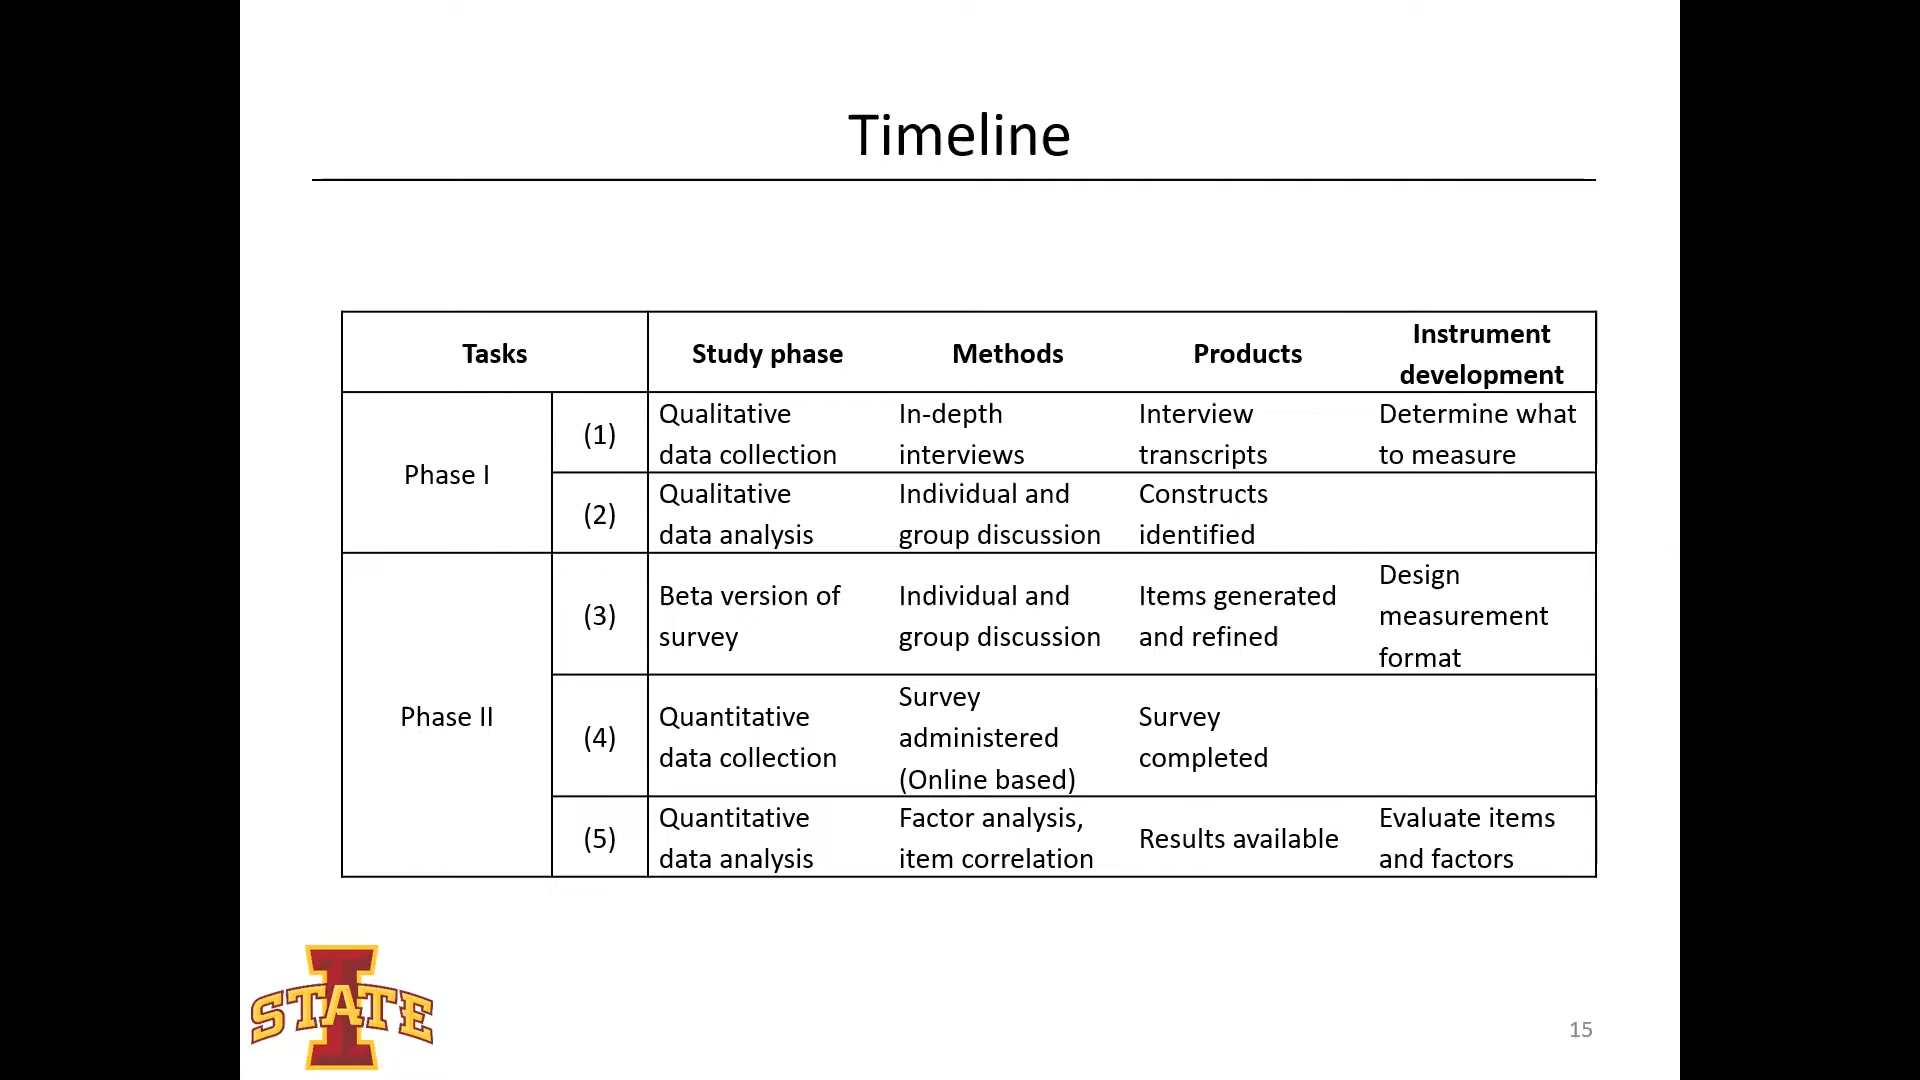 Timeline
Tasks
Study phase
Methods
Products
Instrument
development
Phase I
(1)
Qualitative
data collection
In-depth
interviews
Interview
transcripts
Determine what
to measure
(2)
Qualitative
data analysis
Individual and
group discussion
Constructs
identified
Phase II
(3)
Beta version of
survey
Individual and
group discussion
Items generated
and refined
Design
measurement
format
(4)
Quantitative
data collection
Survey
administered
(Online based)
Survey
completed
(5)
Quantitative
data analysis
Factor analysis,
item correlation
Results available
Evaluate items
and factors
I
STATE
15